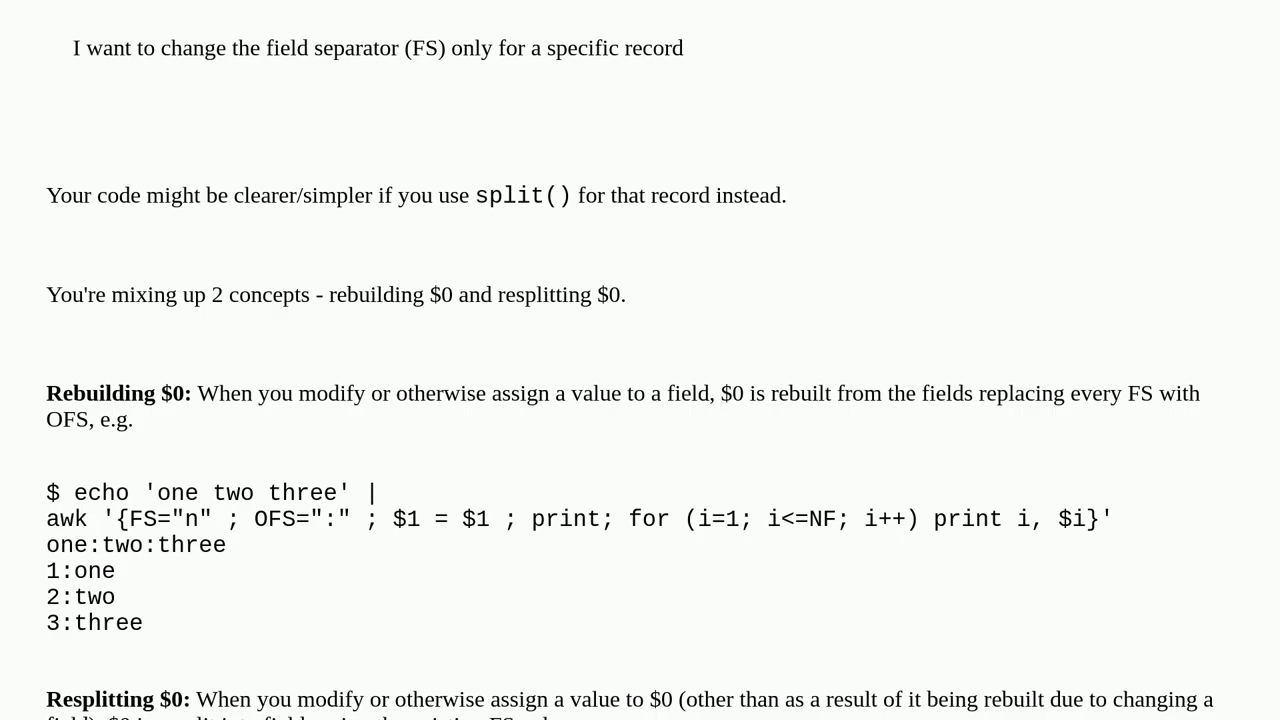 I want to change the field separator (FS) only for a specific record
Your code might be clearer/simpler if you use split() for that record instead.
You're mixing up 2 concepts - rebuilding $0 and resplitting $0.
Rebuilding $0: When you modify or otherwise assign a value to a field, $0 is rebuilt from the fields replacing every FS with
OFS, e.g.
$ echo 'one two three' |
awk '{FS="n" ; OFS=":" ; $1 = $1 ; print; for (i=1; i<=NF; i++) print i, $i}'
one:two:three
1:one
2:two
3:three
Resplitting $0: When you modify or otherwise assign a value to $0 (other than as a result of it being rebuilt due to changing a